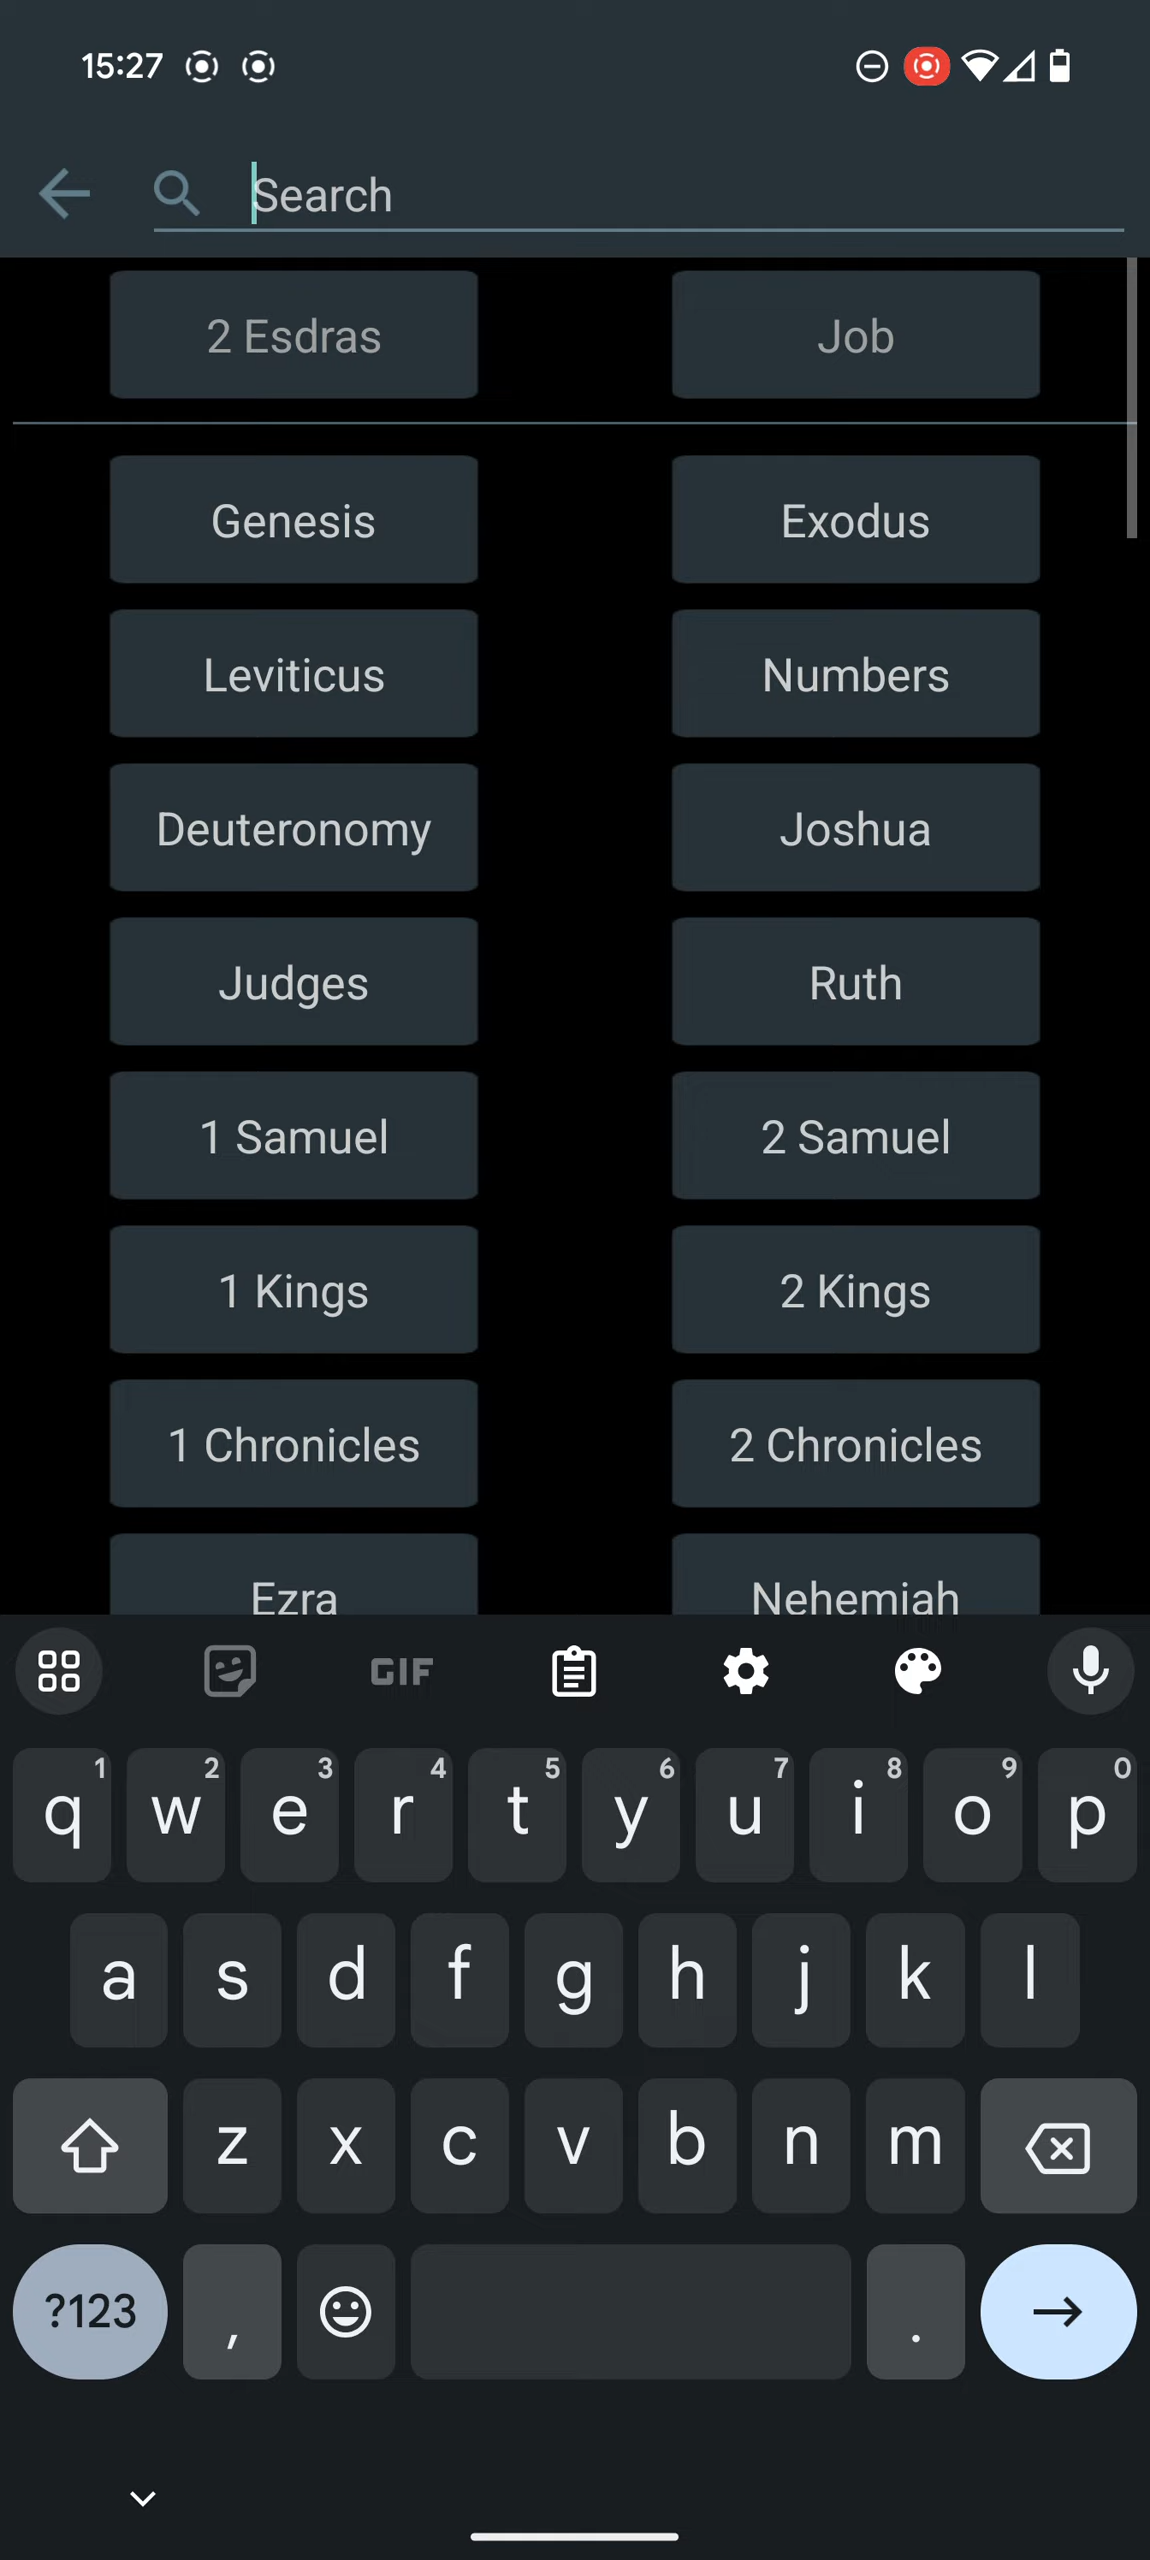 15:27
Search
2 Esdras Job
Genesis Exodus
Leviticus Numbers
Deuteronomy Joshua
Judges Ruth
1 Samuel 2 Samuel
1 Kings 2 Kings
1 Chronicles 2 Chronicles
Ezra Nehemiah
GIF
1 2 3 4 5 6 7 8 9 0
q w e r t y u i o p
a s d f g h j k l
z x c v b n m
?123 , .